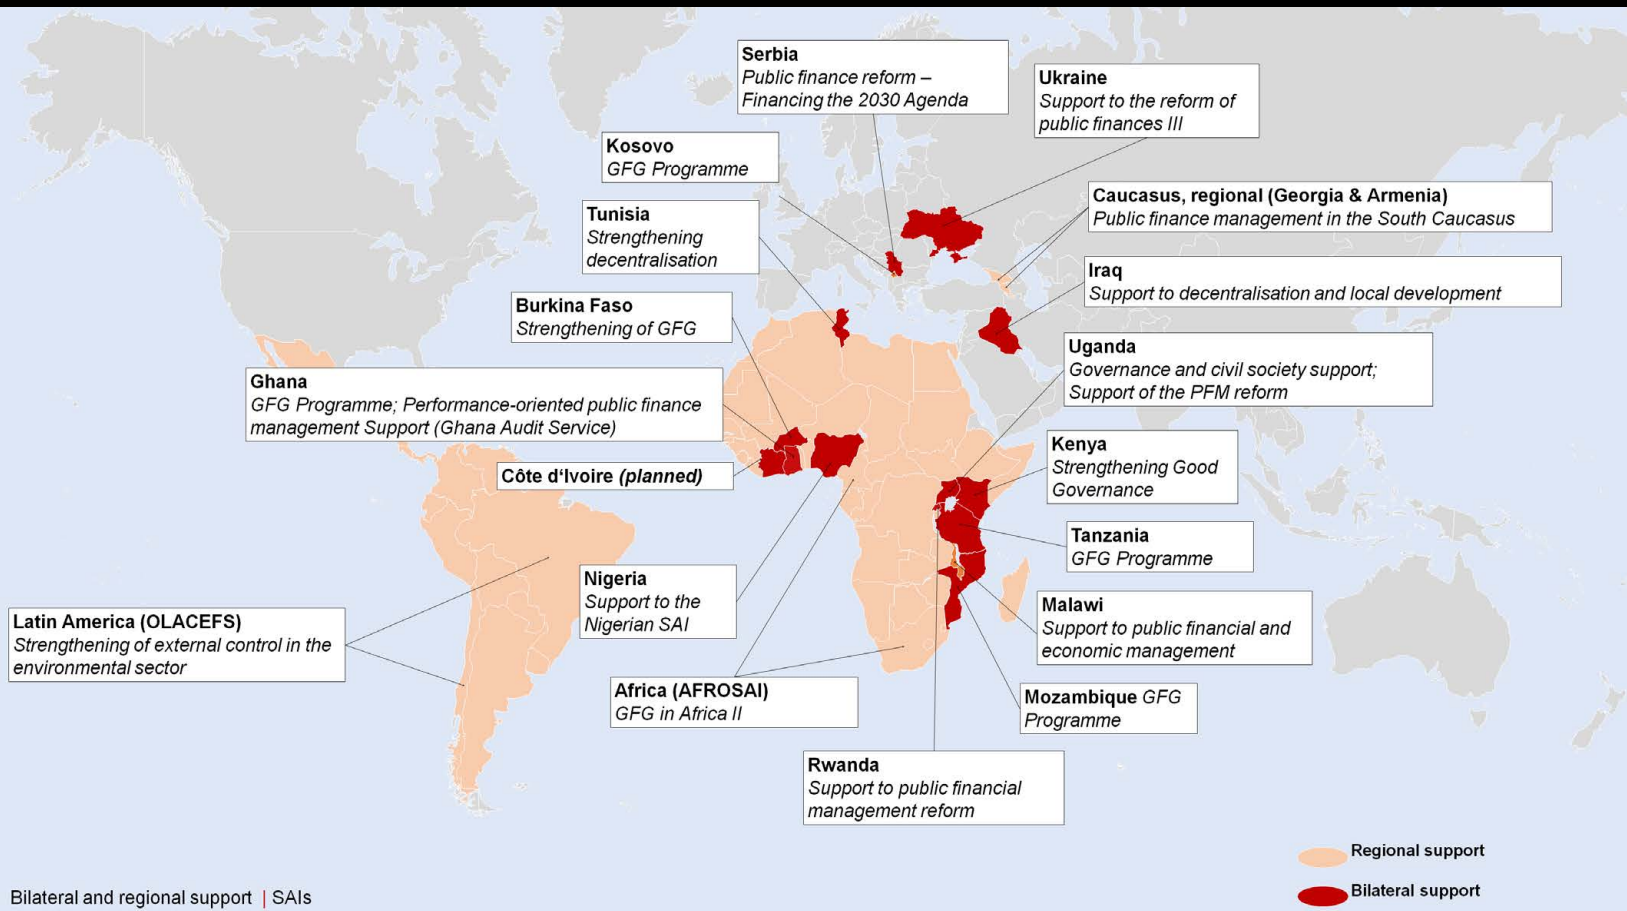 Serbia
Public finance reform –
Financing the 2030 Agenda
Ukraine
Support to the reform of
public finances III
Kosovo
GFG Programme
Caucasus, regional (Georgia & Armenia)
Public finance management in the South Caucasus
Tunisia
Strengthening
decentralisation
Iraq
Support to decentralisation and local development
Burkina Faso
Strengthening of GFG
Uganda
Governance and civil society support;
Support of the PFM reform
Ghana
GFG Programme; Performance-oriented public finance
management Support (Ghana Audit Service)
Kenya
Strengthening Good
Governance
Côte d‘Ivoire (planned)
Tanzania
GFG Programme
Nigeria
Support to the
Nigerian SAI
Malawi
Support to public financial and
economic management
Latin America (OLACEFS)
Strengthening of external control in the
environmental sector
Africa (AFROSAI)
GFG in Africa II
Mozambique GFG
Programme
Rwanda
Support to public financial
management reform
Regional support
Bilateral support
Bilateral and regional support | SAIs